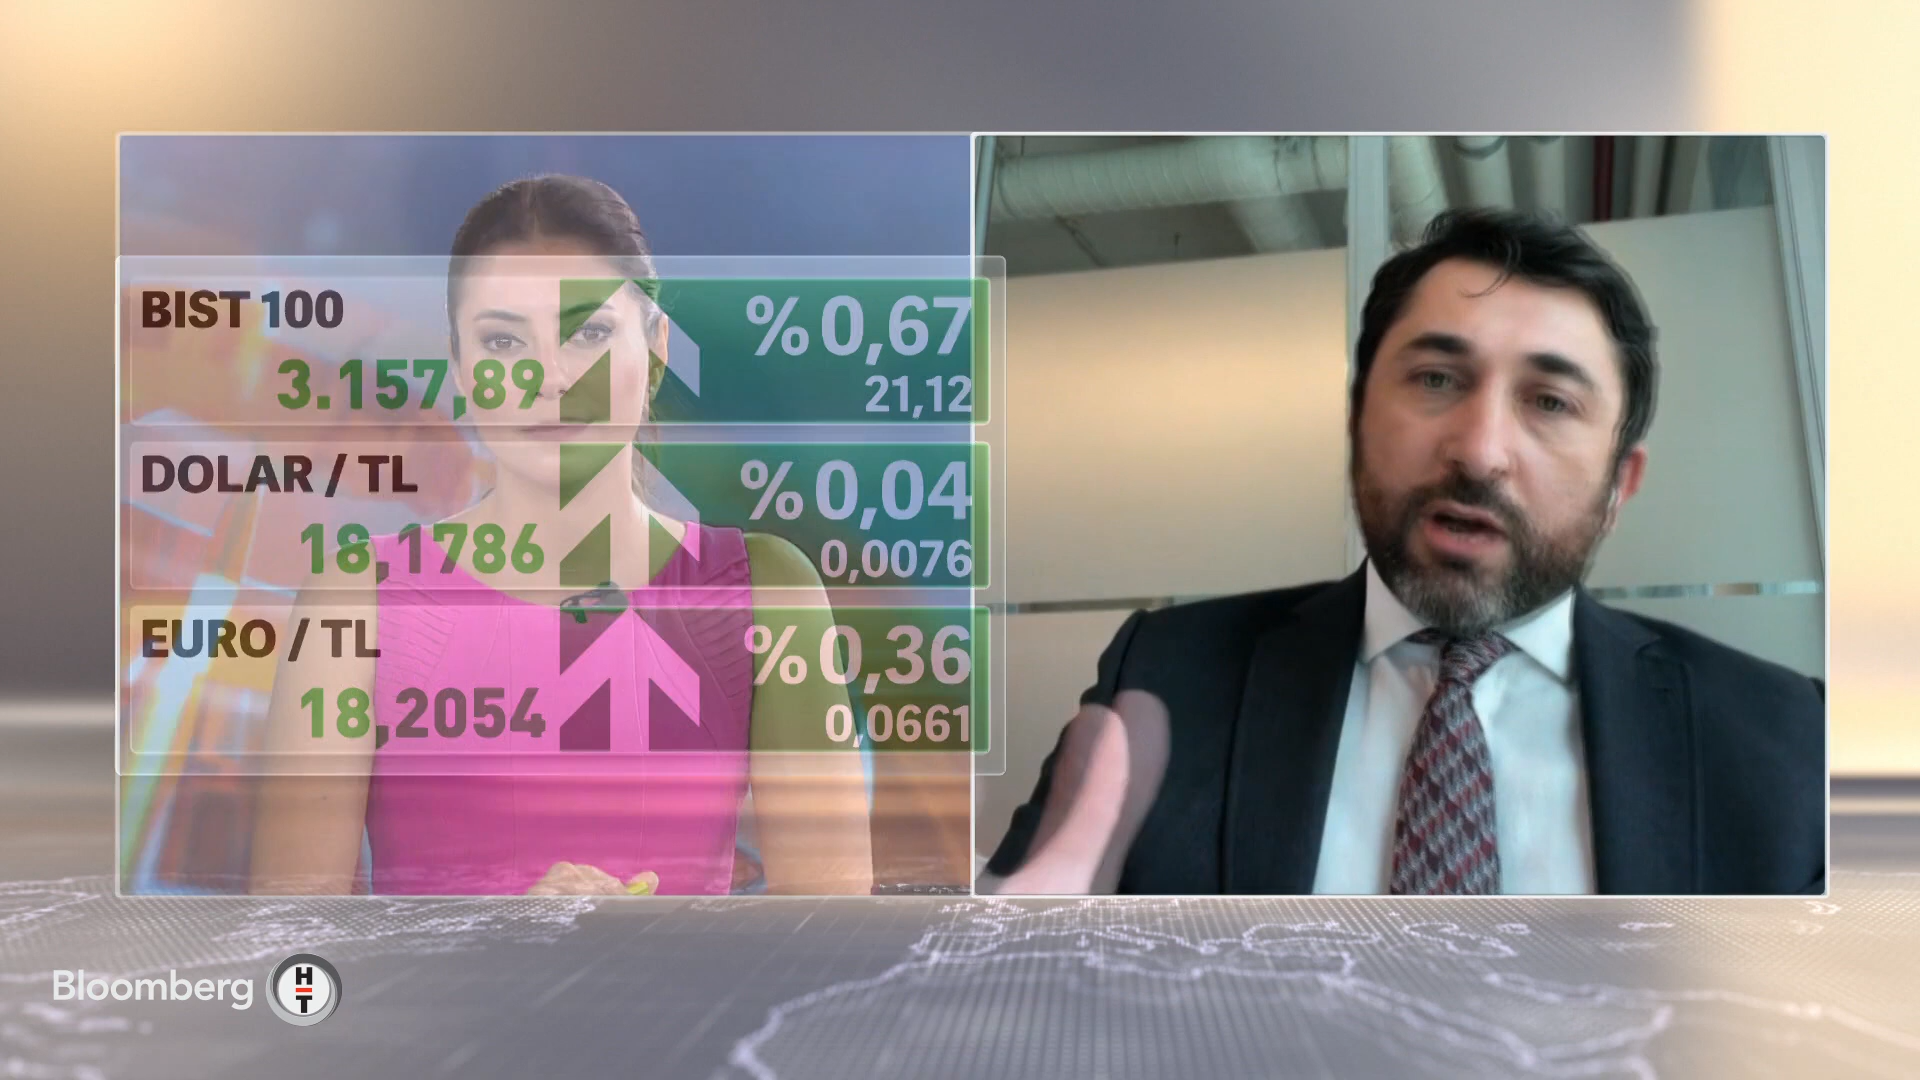 BIST 100
3.157,89
%0,67
21,12
DOLAR / TL
18,1786
%0,04
0,0076
EURO / TL
18,2054
%0,36
0,0661
Bloomberg HT